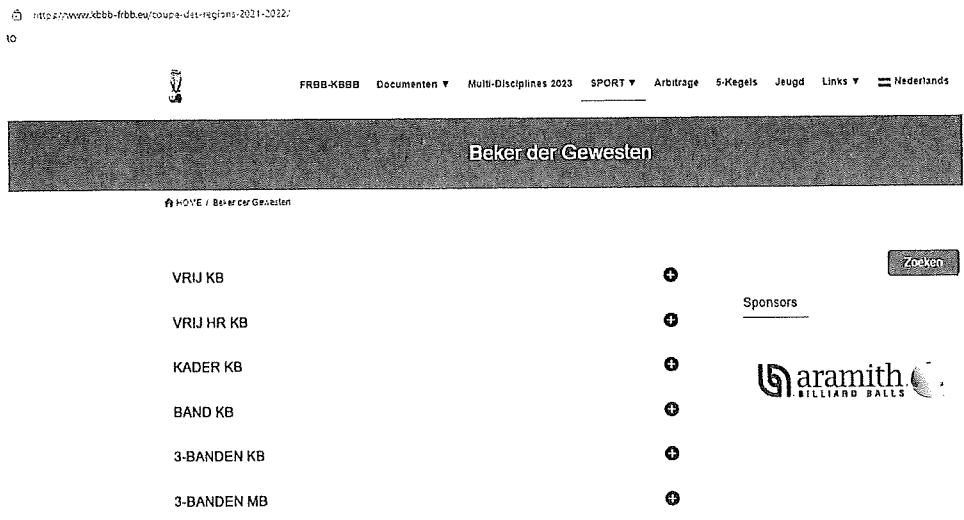 https://www.kbbb-frbb.eu/coupe-des-regions-2021-2022/
RO
FRBB-KBBB Documenten ▼ Multi-Disciplines 2023 SPORT ▼ Arbitrage 5-Kegels Jeugd Links ▼ Nederlands
Beker der Gewesten
HOME / Beker der Gewesten
Zoeken
VRIJ KB
Sponsors
VRIJ HR KB
KADER KB
aramith
BILLIARD BALLS
BAND KB
3-BANDEN KB
3-BANDEN MB